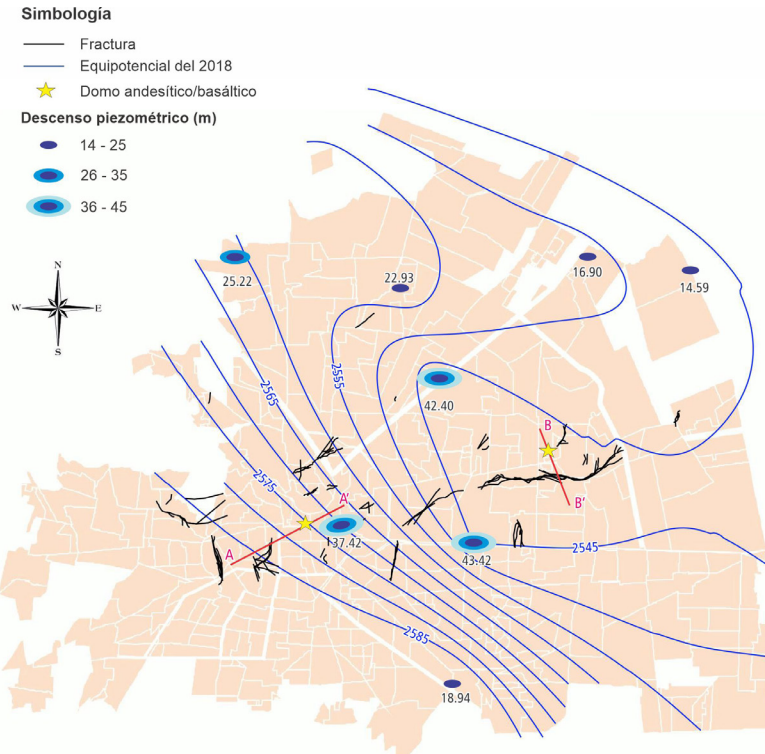 Simbología
Fractura
Equipotencial del 2018
Domo andesítico/basáltico
Descenso piezométrico (m)
14 - 25
26 - 35
36 - 45
N
W
E
S
25.22
22.93
16.90
14.59
2555
2565
42.40
B
2575
A'
B'
37.42
A
2545
43.42
2585
18.94